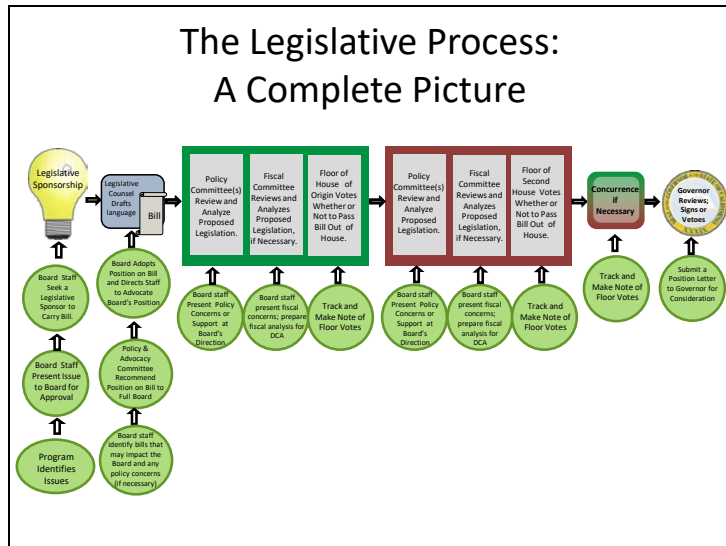 The Legislative Process:
A Complete Picture
Legislative
Sponsorship
Legislative
Counsel
Drafts
language
Bill
Policy
Committee(s)
Review and
Analyze
Proposed
Legislation.
Fiscal
Committee
Reviews and
Analyzes
Proposed
Legislation,
if Necessary.
Floor of
House of
Origin Votes
Whether or
Not to Pass
Bill Out of
House.
Policy
Committee(s)
Review and
Analyze
Proposed
Legislation.
Fiscal
Committee
Reviews and
Analyzes
Proposed
Legislation,
if Necessary.
Floor of
Second
House Votes
Whether or
Not to Pass
Bill Out of
House.
Concurrence
if
Necessary
Governor
Reviews;
Signs or
Vetoes
Board Staff
Seek a
Legislative
Sponsor to
Carry Bill.
Board Adopts
Position on Bill
and Directs Staff
to Advocate
Board's Position
Board staff
Present Policy
Concerns or
Support at
Board's
Direction
Board staff
present fiscal
concerns; prepare
fiscal analysis for
DCA
Track and
Make Note of
Floor Votes
Board staff
Present Policy
Concerns or
Support at
Board's
Direction
Board staff
present fiscal
concerns; prepare
fiscal analysis for
DCA
Track and
Make Note of
Floor Votes
Track and
Make Note of
Floor Votes
Submit a
Position Letter
to Governor for
Consideration
Board Staff
Present Issue
to Board for
Approval
Policy &
Advocacy
Committee
Recommend
Position on Bill to
Full Board
Program
Identifies
Issues
Board staff
identify bills that
may impact the
Board and any
policy concerns
(if necessary)